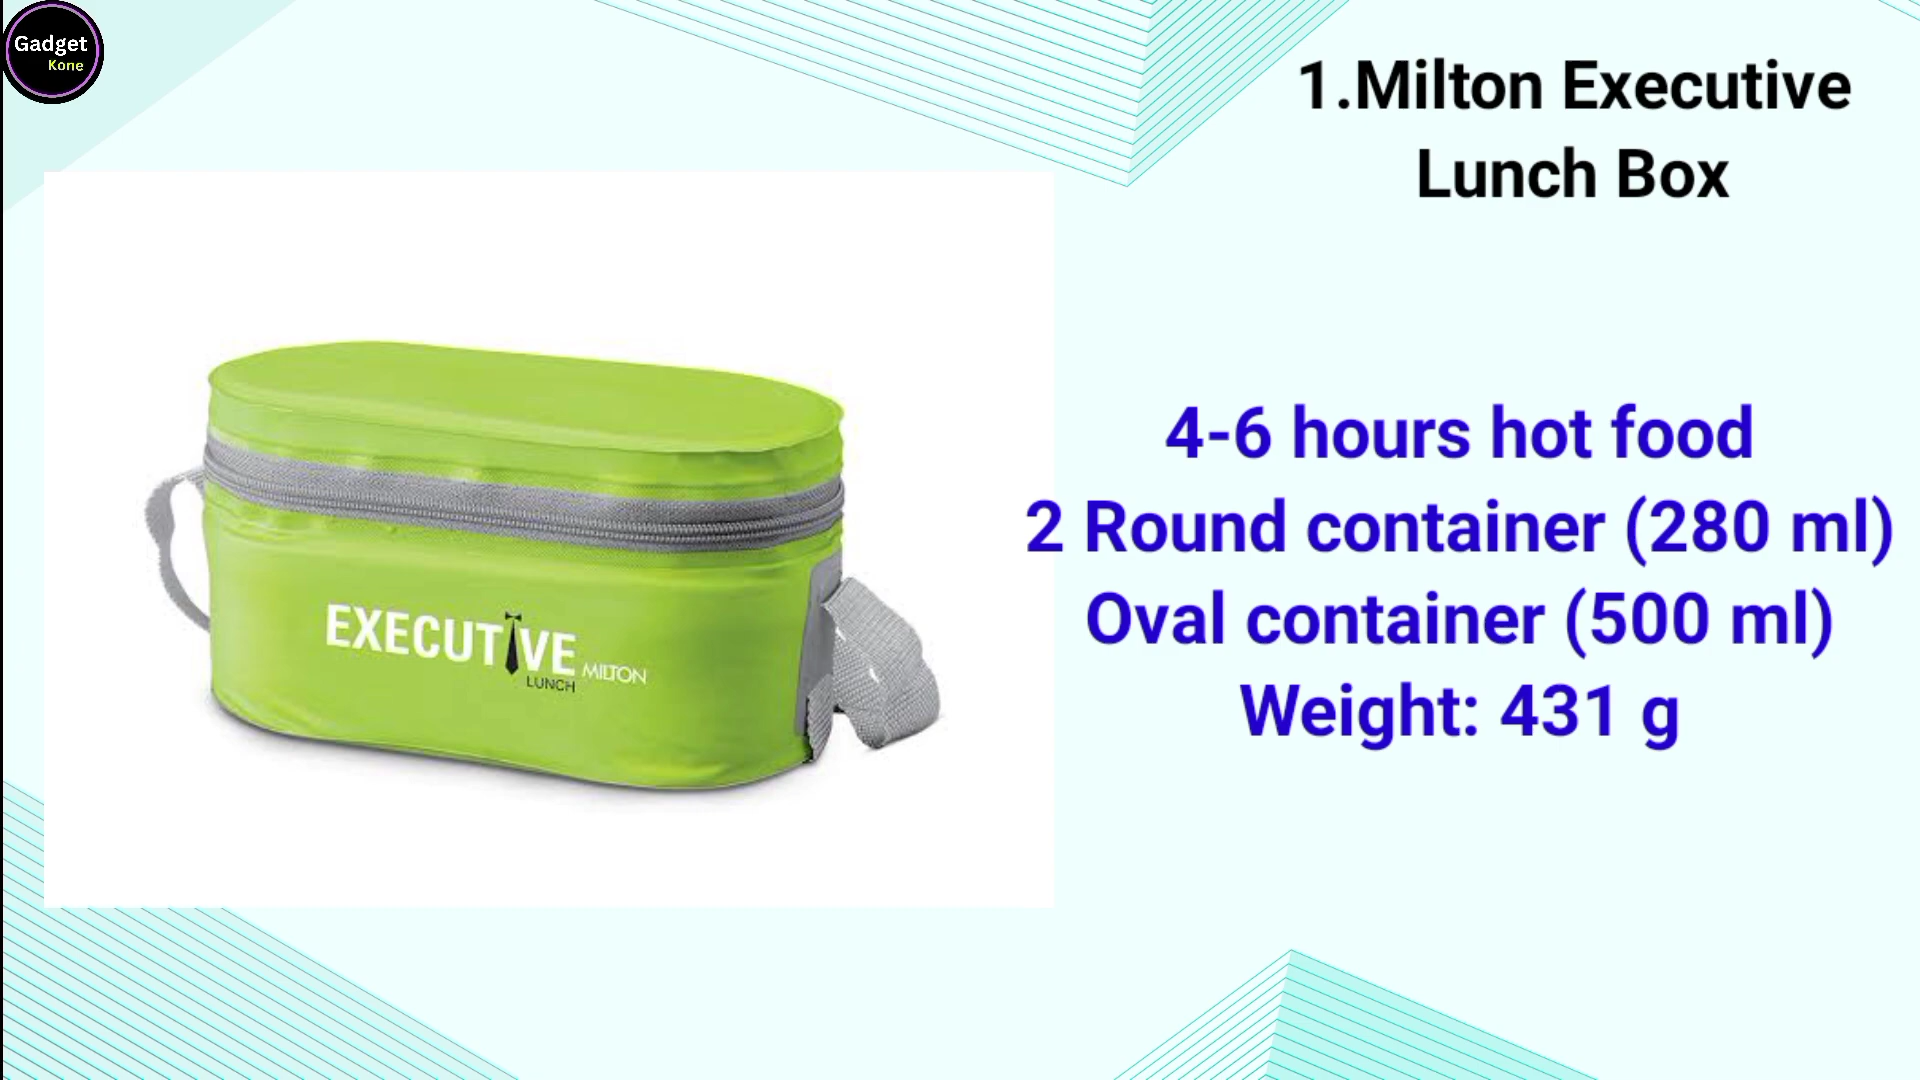 Gadget
Kone
1.Milton Executive
Lunch Box
4-6 hours hot food
2 Round container (280 ml)
Oval container (500 ml)
Weight: 431 g
EXECUTIVE MILTON
LUNCH